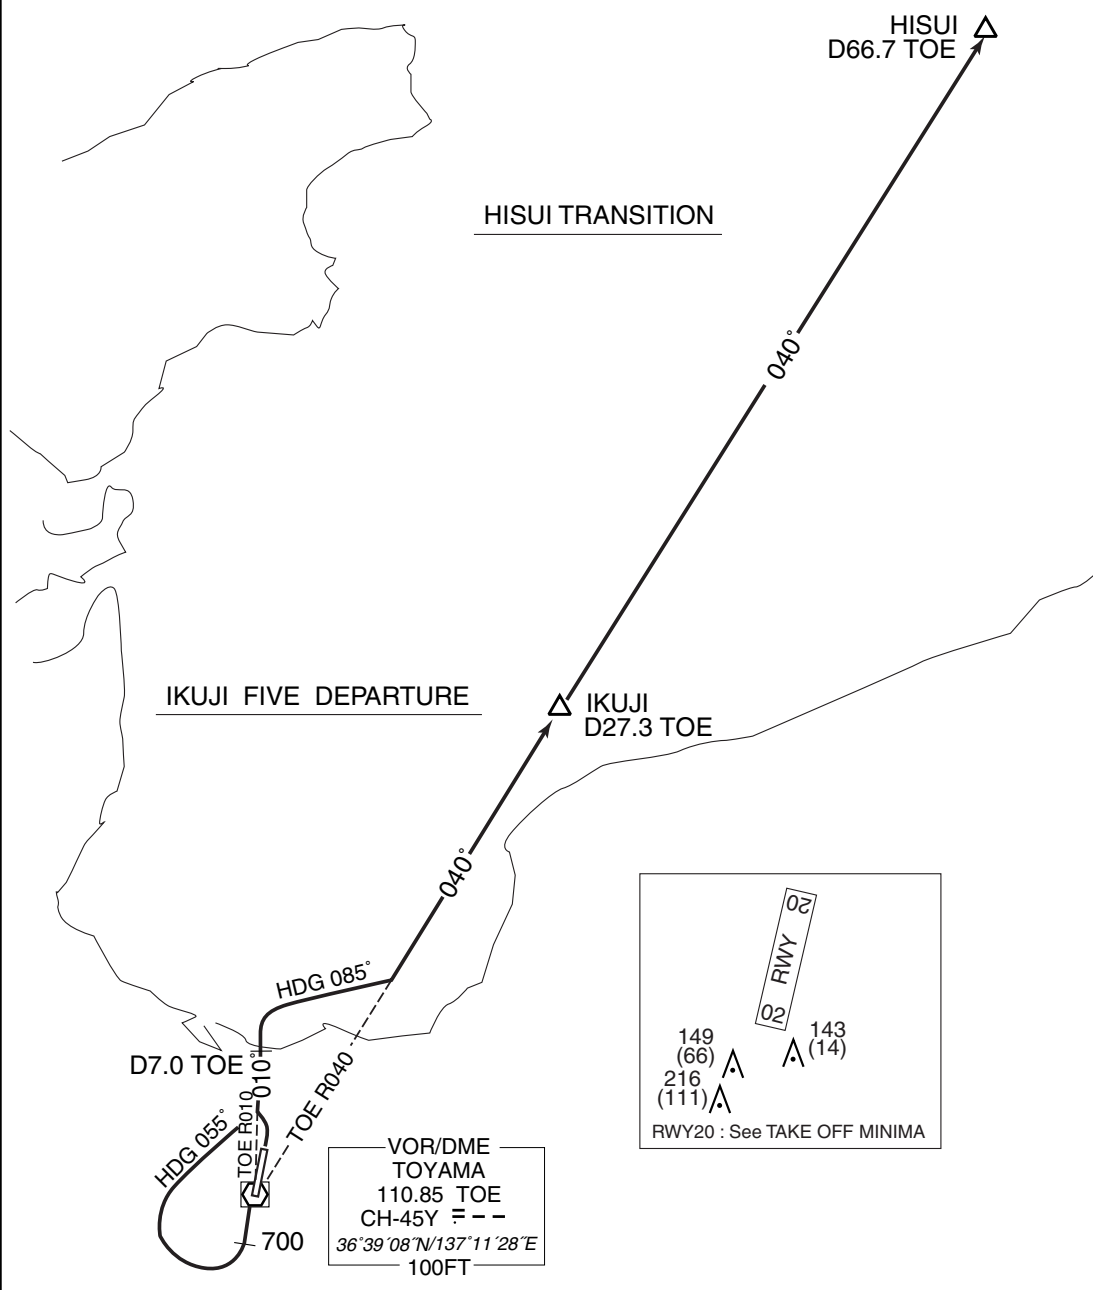 HISUI
D66.7 TOE
HISUI TRANSITION
040°
IKUJI FIVE DEPARTURE
IKUJI
D27.3 TOE
040°
HDG 085°
D7.0 TOE
010°
TOE R010
TOE R040
HDG 055°
700
VOR/DME
TOYAMA
110.85 TOE
CH-45Y
36°39′08″N/137°11′28″E
100FT
20
RWY
02
149
(66)
143
(14)
216
(111)
RWY20 : See TAKE OFF MINIMA